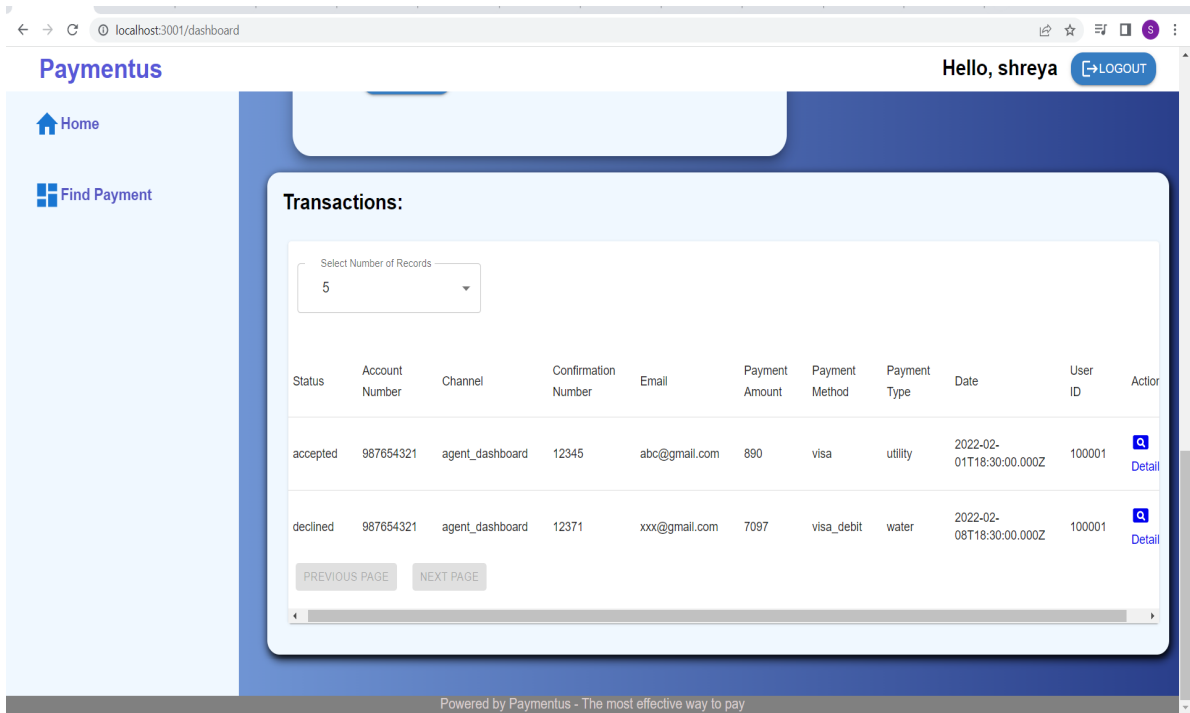 localhost:3001/dashboard
S
Paymentus
Hello, shreya
LOGOUT
Home
Find Payment
Transactions:
Select Number of Records
5
Status Account Number Channel Confirmation Number Email Payment Amount Payment Method Payment Type Date User ID Action
accepted 987654321 agent_dashboard 12345 abc@gmail.com 890 visa utility 2022-02-01T18:30:00.000Z 100001 Detail
declined 987654321 agent_dashboard 12371 xxx@gmail.com 7097 visa_debit water 2022-02-08T18:30:00.000Z 100001 Detail
PREVIOUS PAGE NEXT PAGE
Powered by Paymentus - The most effective way to pay